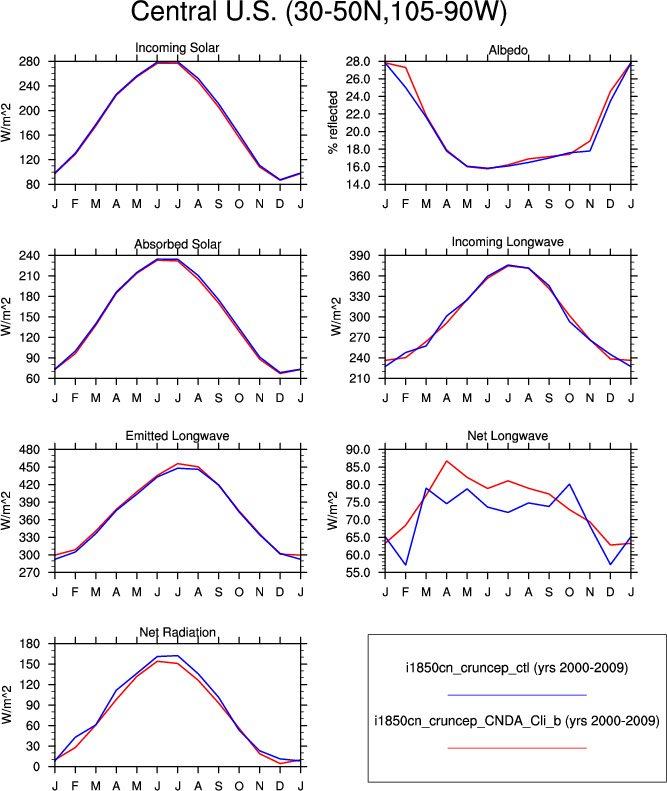 Central U.S. (30-50N,105-90W)
Incoming Solar
W/m^2
280
240
200
160
120
80
J F M A M J J A S O N D J
Albedo
% reflected
28.0
26.0
24.0
22.0
20.0
18.0
16.0
14.0
J F M A M J J A S O N D J
Absorbed Solar
W/m^2
240
210
180
150
120
90
60
J F M A M J J A S O N D J
Incoming Longwave
W/m^2
390
360
330
300
270
240
210
J F M A M J J A S O N D J
Emitted Longwave
W/m^2
480
450
420
390
360
330
300
270
J F M A M J J A S O N D J
Net Longwave
W/m^2
90.0
85.0
80.0
75.0
70.0
65.0
60.0
55.0
J F M A M J J A S O N D J
Net Radiation
W/m^2
180
150
120
90
60
30
0
J F M A M J J A S O N D J
i1850cn_cruncep_ctl (yrs 2000-2009)
i1850cn_cruncep_CNDA_Cli_b (yrs 2000-2009)